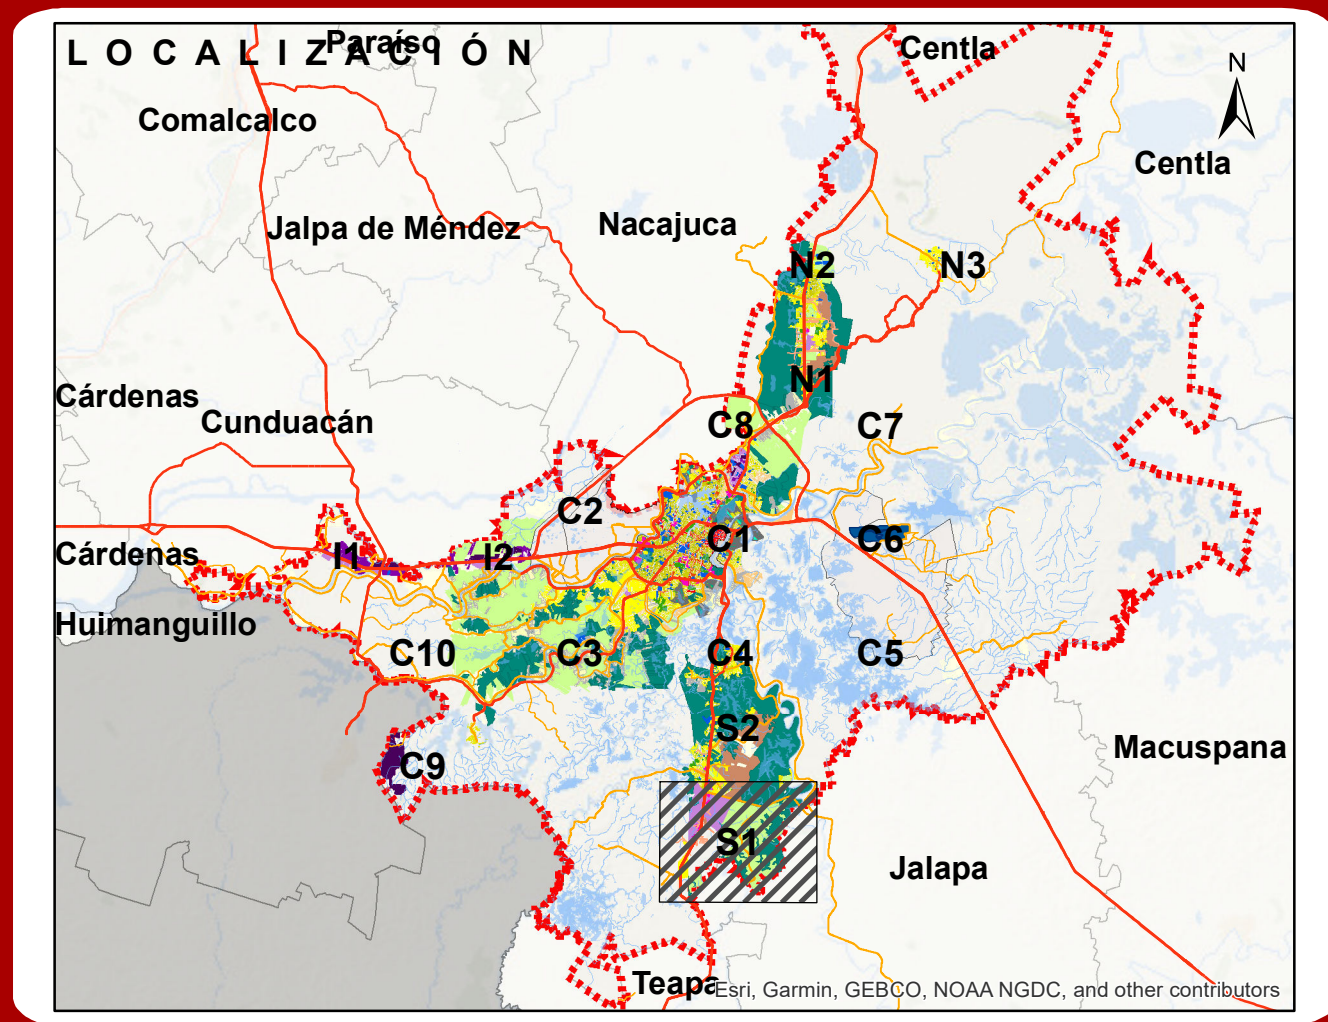 LOCALIZACIÓN
Paraíso
Centla
N
Comalcalco
Centla
Jalpa de Méndez
Nacajuca
N2
N3
N1
Cárdenas
Cunduacán
C8
C7
C2
C1
C6
Cárdenas
I1
I2
Huimanguillo
C10
C3
C4
C5
S2
Macuspana
C9
S1
Jalapa
Teapa
Esri, Garmin, GEBCO, NOAA NGDC, and other contributors